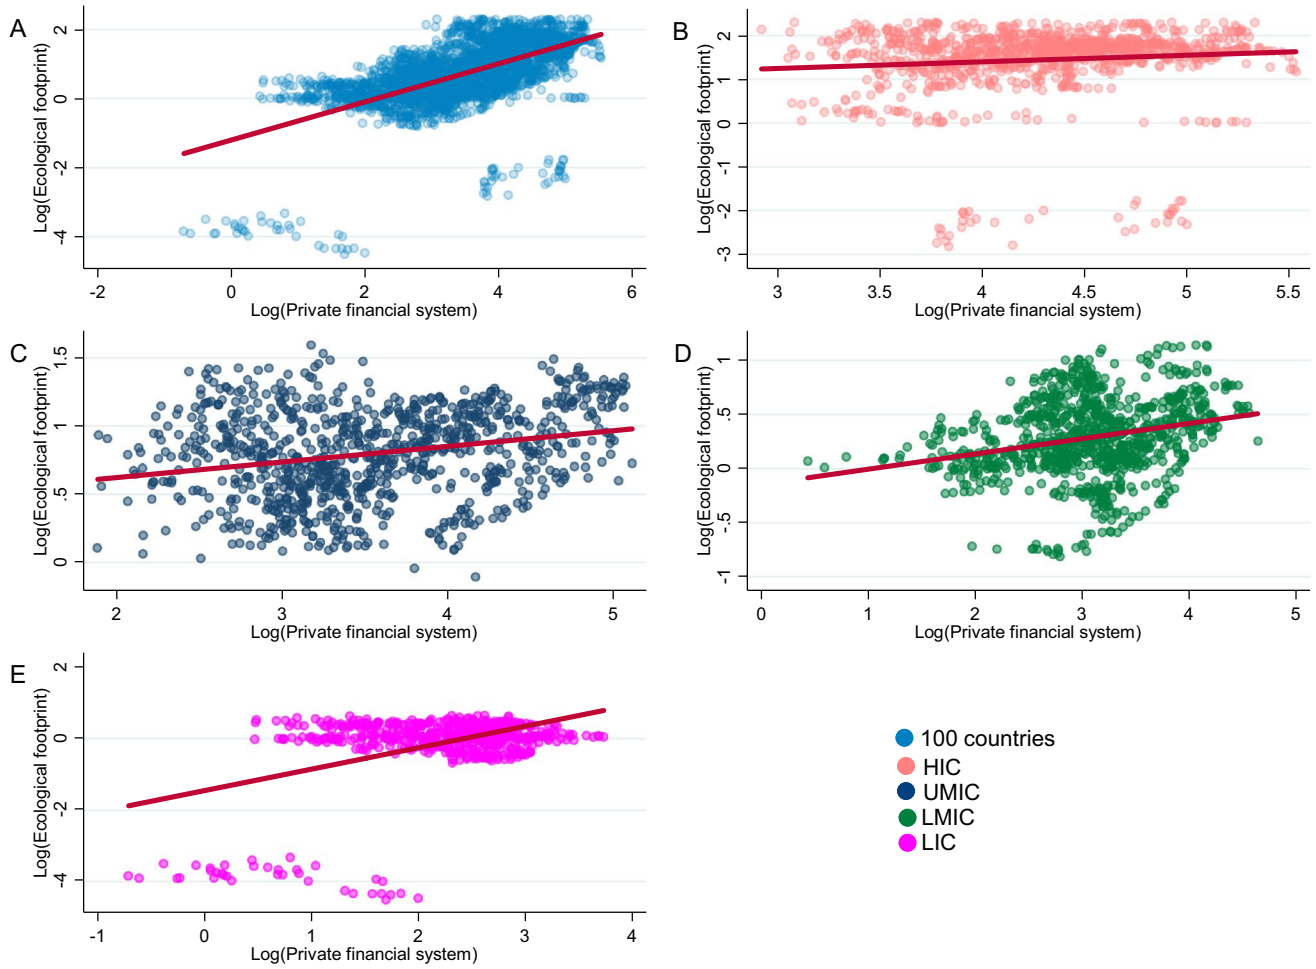 A
Log(Ecological footprint)
2
0
-2
-4
-2
0
2
4
6
Log(Private financial system)
B
Log(Ecological footprint)
2
1
0
-1
-2
-3
3
3.5
4
4.5
5
5.5
Log(Private financial system)
C
Log(Ecological footprint)
1.5
1
.5
0
2
3
4
5
Log(Private financial system)
D
Log(Ecological footprint)
1
.5
0
-.5
-1
0
1
2
3
4
5
Log(Private financial system)
E
Log(Ecological footprint)
2
0
-2
-4
-1
0
1
2
3
4
Log(Private financial system)
100 countries
HIC
UMIC
LMIC
LIC